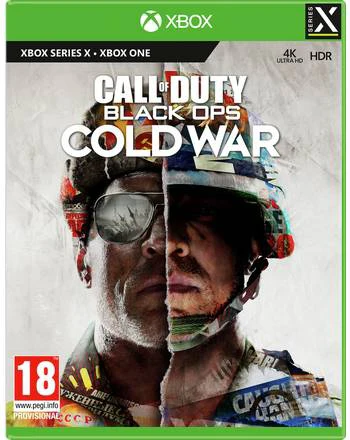 XBOX
SERIES X
XBOX SERIES X • XBOX ONE
4K
ULTRA HD
HDR
CALL OF DUTY
BLACK OPS
COLD WAR
18
www.pegi.info
PROVISIONAL
СССР